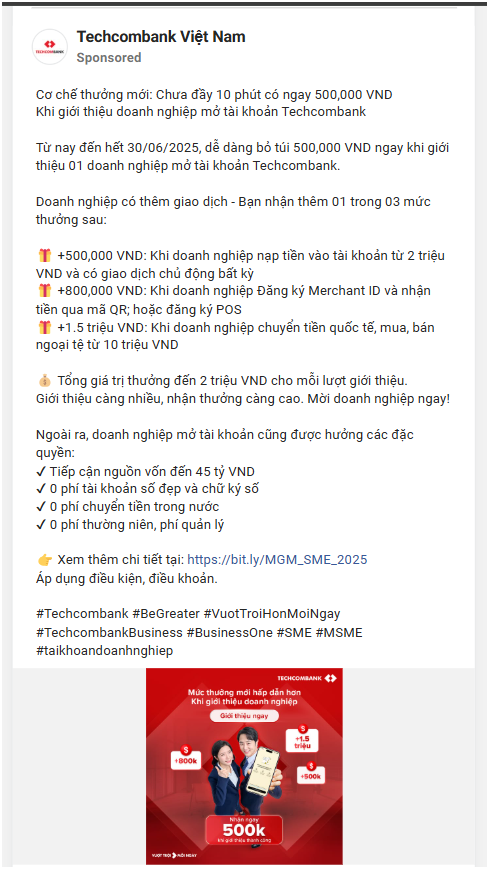 Techcombank Việt Nam
TECHCOMBANK
Sponsored
Cơ chế thưởng mới: Chưa đầy 10 phút có ngay 500,000 VND
Khi giới thiệu doanh nghiệp mở tài khoản Techcombank
Từ nay đến hết 30/06/2025, dễ dàng bỏ túi 500,000 VND ngay khi giới
thiệu 01 doanh nghiệp mở tài khoản Techcombank.
Doanh nghiệp có thêm giao dịch - Bạn nhận thêm 01 trong 03 mức
thưởng sau:
🎁 +500,000 VND: Khi doanh nghiệp nạp tiền vào tài khoản từ 2 triệu
VND và có giao dịch chủ động bất kỳ
🎁 +800,000 VND: Khi doanh nghiệp Đăng ký Merchant ID và nhận
tiền qua mã QR; hoặc đăng ký POS
🎁 +1.5 triệu VND: Khi doanh nghiệp chuyển tiền quốc tế, mua, bán
ngoại tệ từ 10 triệu VND
💰 Tổng giá trị thưởng đến 2 triệu VND cho mỗi lượt giới thiệu.
Giới thiệu càng nhiều, nhận thưởng càng cao. Mời doanh nghiệp ngay!
Ngoài ra, doanh nghiệp mở tài khoản cũng được hưởng các đặc
quyền:
✓ Tiếp cận nguồn vốn đến 45 tỷ VND
✓ 0 phí tài khoản số đẹp và chữ ký số
✓ 0 phí chuyển tiền trong nước
✓ 0 phí thường niên, phí quản lý
👉 Xem thêm chi tiết tại: https://bit.ly/MGM_SME_2025
Áp dụng điều kiện, điều khoản.
#Techcombank #BeGreater #VuotTroiHonMoiNgay
#TechcombankBusiness #BusinessOne #SME #MSME
#taikhoandoanhnghiep
TECHCOMBANK
Mức thưởng mới hấp dẫn hơn
Khi giới thiệu doanh nghiệp
Giới thiệu ngay
$
+1.5
triệu
$
+800k
$
+500k
Nhận ngay
500k
khi giới thiệu thành công
VƯỢT TRỘI MỖI NGÀY